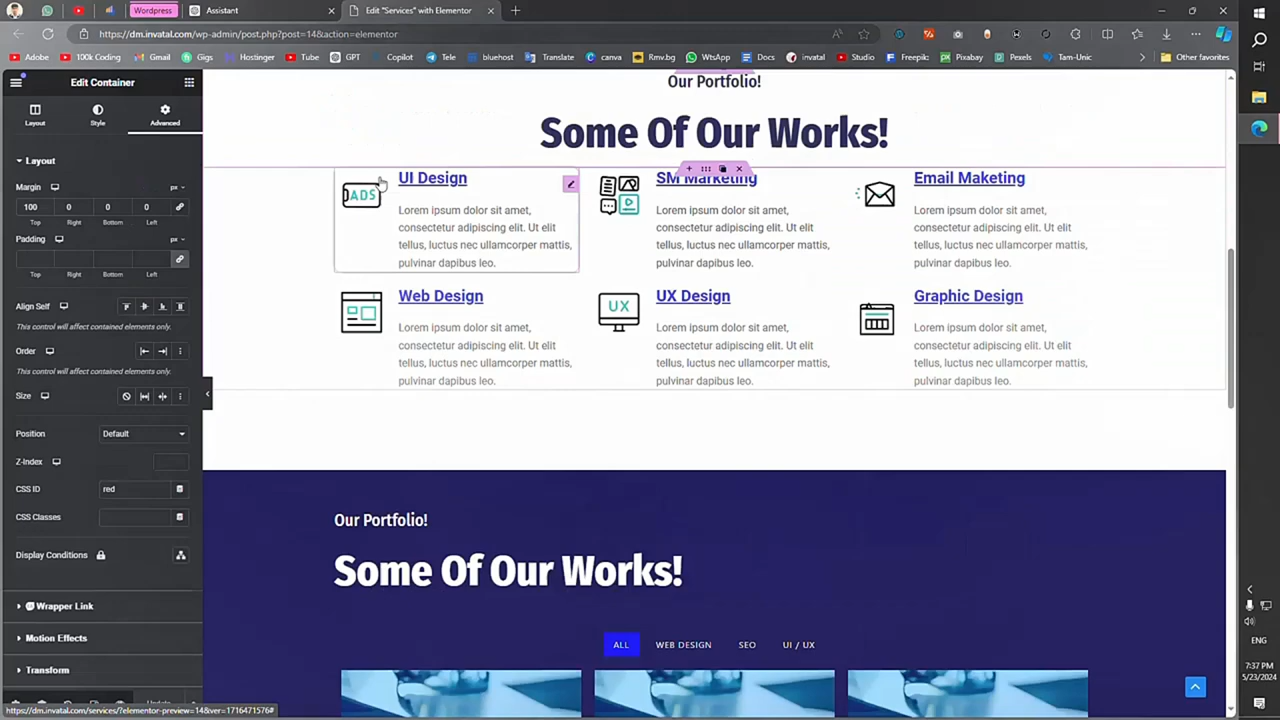 Wordpress
Assistant
Edit "Services" with Elementor
https://dm.invatal.com/wp-admin/post.php?post=14&action=elementor
Adobe
100k Coding
Gmail
Gigs
Hostinger
Tube
GPT
Copilot
Tele
bluehost
Translate
canva
Rmv.bg
WtsApp
Docs
invatal
Studio
Freepik:
Pixabay
Pexels
Tam-Unic
Other favorites
Edit Container
Layout
Style
Advanced
Layout
Margin
px
100
0
0
0
Top
Right
Bottom
Left
Padding
px
Top
Right
Bottom
Left
Align Self
This control will affect contained elements only.
Order
This control will affect contained elements only.
Size
Position
Default
Z-Index
CSS ID
red
CSS Classes
Display Conditions
Wrapper Link
Motion Effects
Transform
https://dm.invatal.com/services/?elementor-preview=14&ver=1716471576#
Our Portfolio!
Some Of Our Works!
ADS
UI Design
Lorem ipsum dolor sit amet,
consectetur adipiscing elit. Ut elit
tellus, luctus nec ullamcorper mattis,
pulvinar dapibus leo.
SM Marketing
Lorem ipsum dolor sit amet,
consectetur adipiscing elit. Ut elit
tellus, luctus nec ullamcorper mattis,
pulvinar dapibus leo.
Email Maketing
Lorem ipsum dolor sit amet,
consectetur adipiscing elit. Ut elit
tellus, luctus nec ullamcorper mattis,
pulvinar dapibus leo.
Web Design
Lorem ipsum dolor sit amet,
consectetur adipiscing elit. Ut elit
tellus, luctus nec ullamcorper mattis,
pulvinar dapibus leo.
UX
UX Design
Lorem ipsum dolor sit amet,
consectetur adipiscing elit. Ut elit
tellus, luctus nec ullamcorper mattis,
pulvinar dapibus leo.
Graphic Design
Lorem ipsum dolor sit amet,
consectetur adipiscing elit. Ut elit
tellus, luctus nec ullamcorper mattis,
pulvinar dapibus leo.
Our Portfolio!
Some Of Our Works!
ALL
WEB DESIGN
SEO
UI / UX
ENG
7:37 PM
5/23/2024